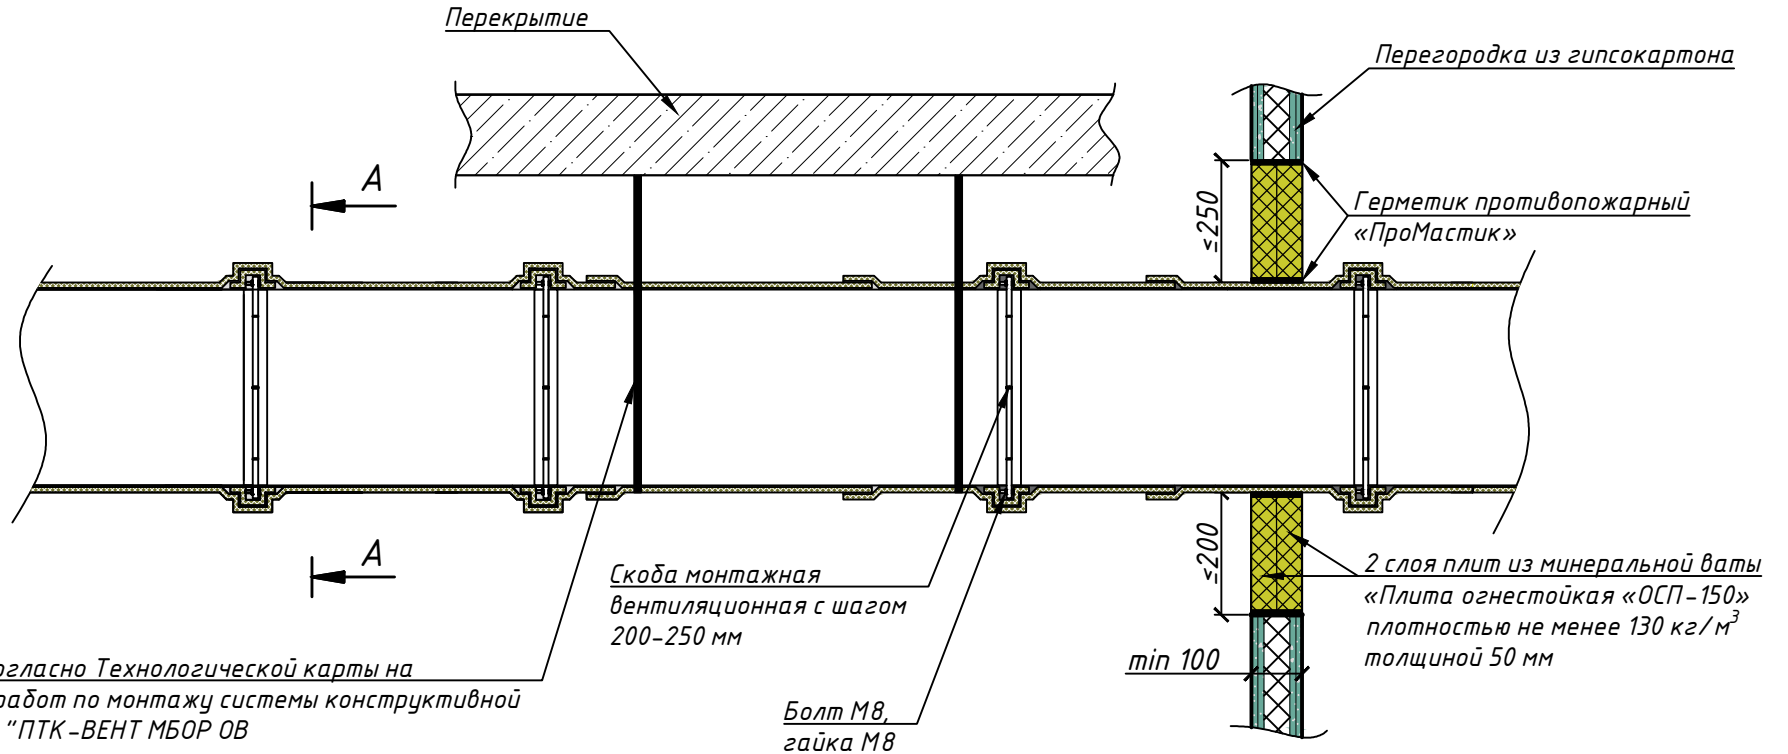 Перекрытие
Перегородка из гипсокартона
А
≤250
Герметик противопожарный
«ПроМастик»
А
≤200
Скоба монтажная
вентиляционная с шагом
200-250 мм
2 слоя плит из минеральной ваты
«Плита огнестойкая «ОСП-150»
плотностью не менее 130 кг/м³
толщиной 50 мм
min 100
огласно Технологической карты на
работ по монтажу системы конструктивной
"ПТК-ВЕНТ МБОР ОВ
Болт М8,
гайка М8